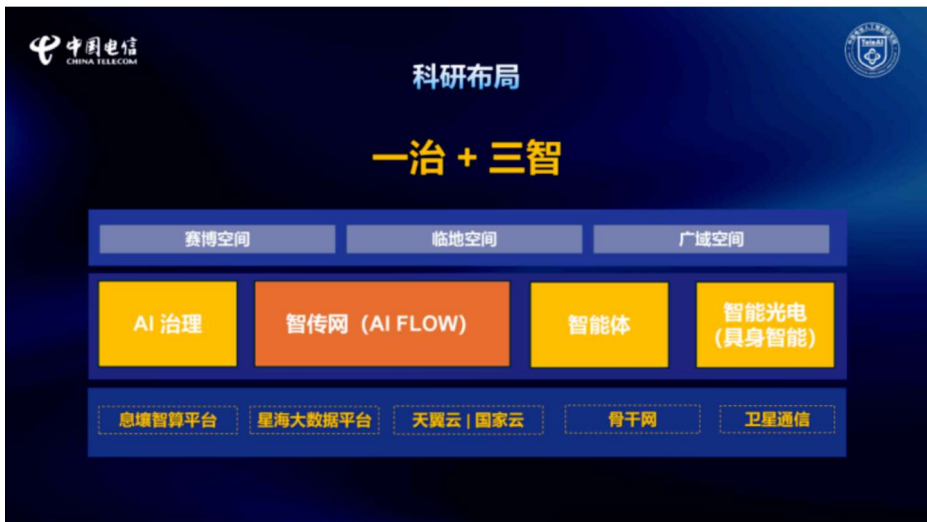 中国电信
CHINA TELECOM
TeleAI
科研布局
一治 + 三智
赛博空间
临地空间
广域空间
AI 治理
智传网（AI FLOW）
智能体
智能光电
(具身智能)
息壤智算平台
星海大数据平台
天翼云 | 国家云
骨干网
卫星通信